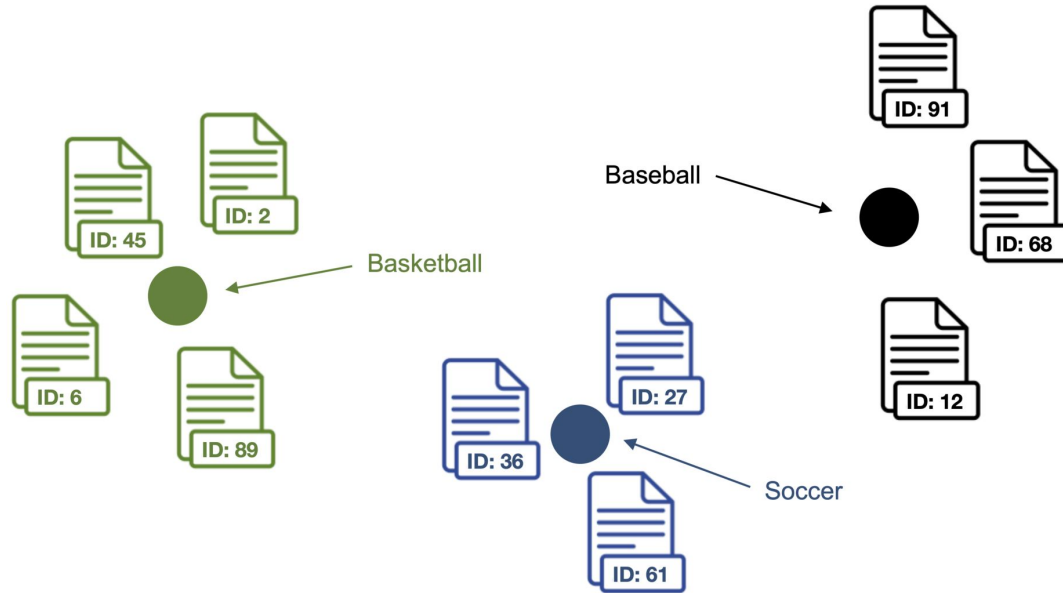 ID: 91
ID: 2
ID: 45
Baseball
ID: 68
Basketball
ID: 6
ID: 27
ID: 12
ID: 89
ID: 36
Soccer
ID: 61